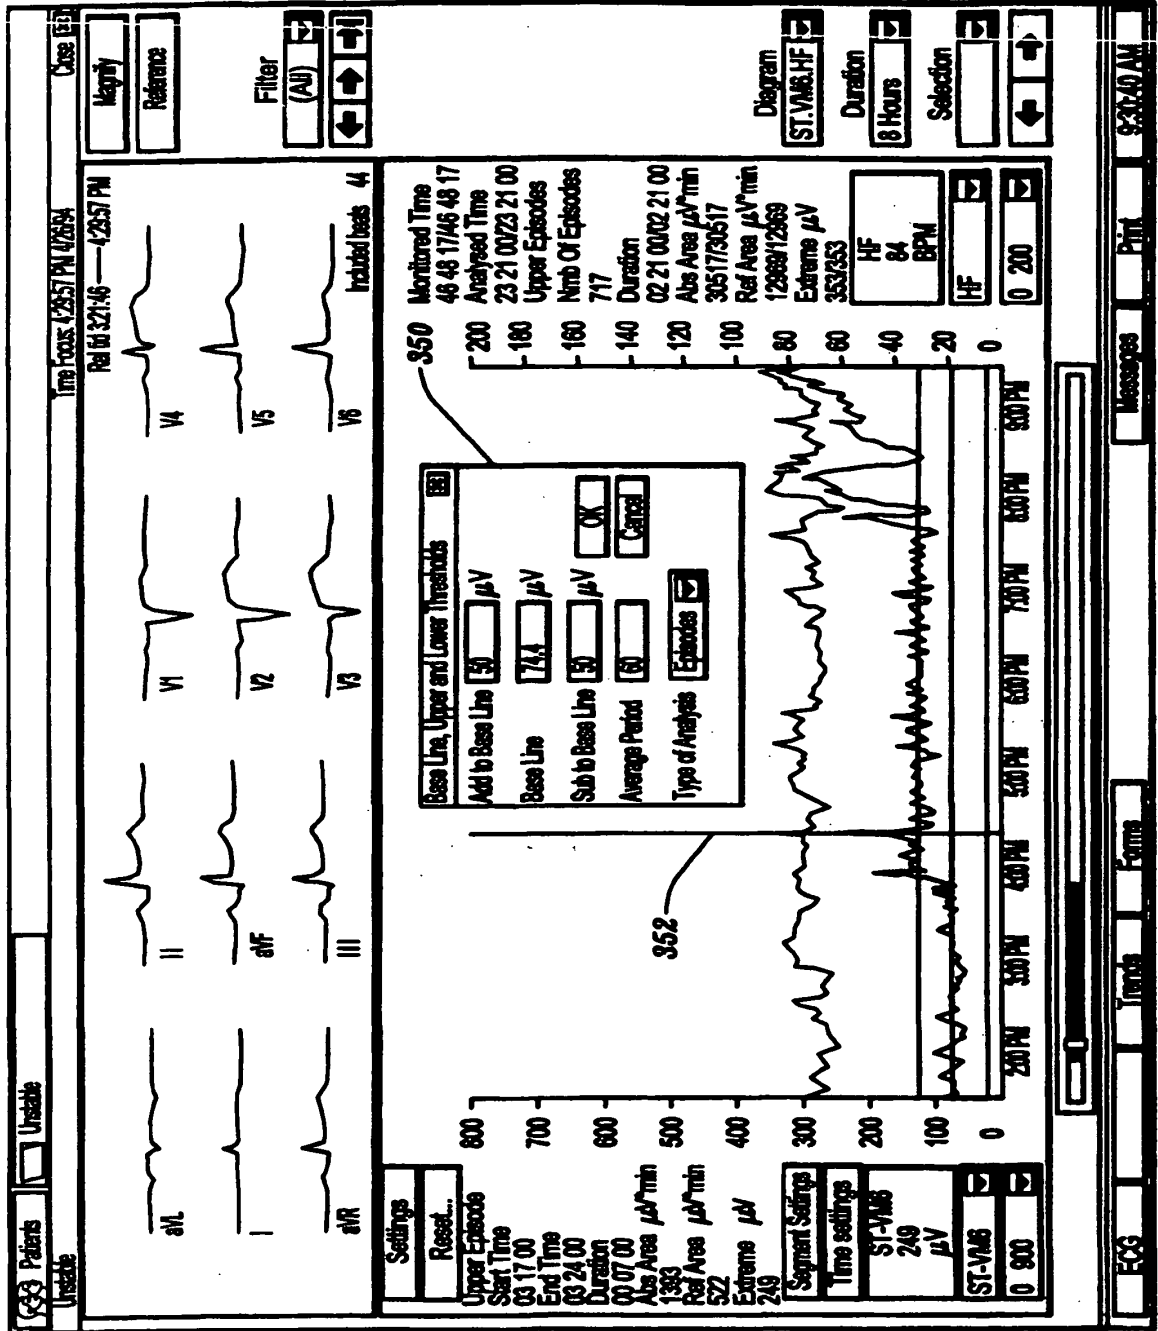 Patients
Unstable
Unstable
Time Focus: 4:29:57 PM 4/26/94
Close
Rel tid 3:21:46 — 4:29:57 PM
aVL
I
aVR
II
aVF
III
V1
V2
V3
V4
V5
V6
Included beats 44
Magnify
Reference
Filter
(All)
Settings
Reset...
Upper Episode
Start Time
03 17 00
End Time
03 24 00
Duration
00 07 00
Abs Area μV*min
1393
Ref Area μV*min
522
Extreme μV
249
Segment Settings
Time settings
ST-VM6
249
μV
ST-VM6
0 900
800
700
600
500
400
300
200
100
0
350
352
Base Line, Upper and Lower Thresholds
Add to Base Line 50 μV
Base Line 74.4 μV
Sub to Base Line 50 μV
Average Period 60
Type of Analysis Episodes
OK
Cancel
200
180
160
140
120
100
80
60
40
20
0
2:00 PM 3:00 PM 4:00 PM 5:00 PM 6:00 PM 7:00 PM 8:00 PM 9:00 PM
Monitored Time
46 48 17/46 48 17
Analysed Time
23 21 00/23 21 00
Upper Episodes
Nmb Of Episodes
717
Duration
02 21 00/02 21 00
Abs Area μV*min
30517/30517
Ref Area μV*min
12969/12969
Extreme μV
353/353
HF
84
BPM
HF
0 200
Diagram
ST.VM6.HF
Duration
8 Hours
Selection
ECG
Trends
Forms
Messages
Print
9:30:40 AM